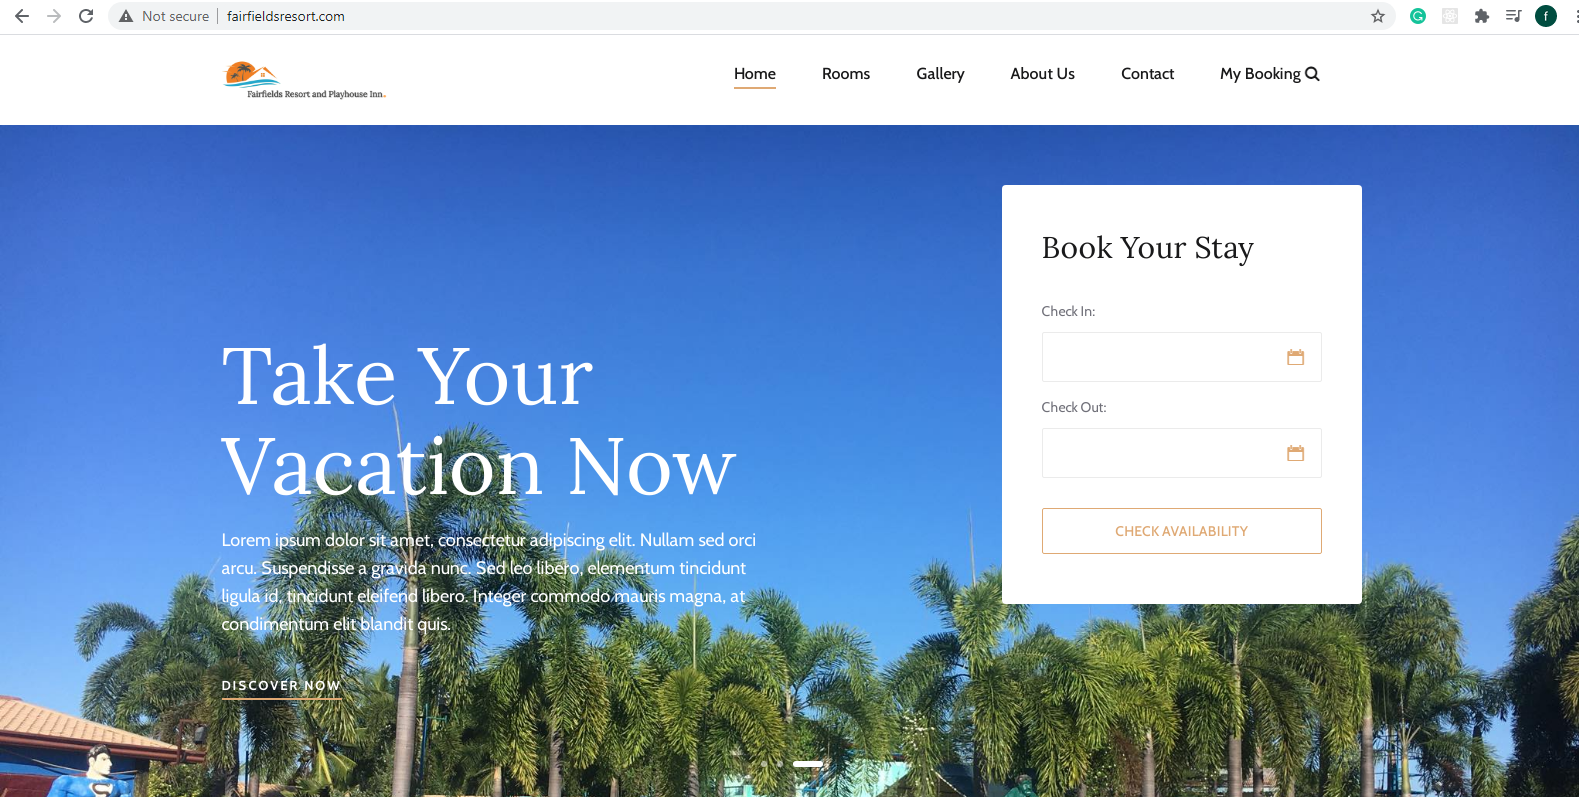 Not secure | fairfieldsresort.com
f
Fairfields Resort and Playhouse Inn.
Home Rooms Gallery About Us Contact My Booking
Take Your
Vacation Now
Lorem ipsum dolor sit amet, consectetur adipiscing elit. Nullam sed orci
arcu. Suspendisse a gravida nunc. Sed leo libero, elementum tincidunt
ligula id, tincidunt eleifend libero. Integer commodo mauris magna, at
condimentum elit blandit quis.
DISCOVER NOW
Book Your Stay
Check In:
Check Out:
CHECK AVAILABILITY